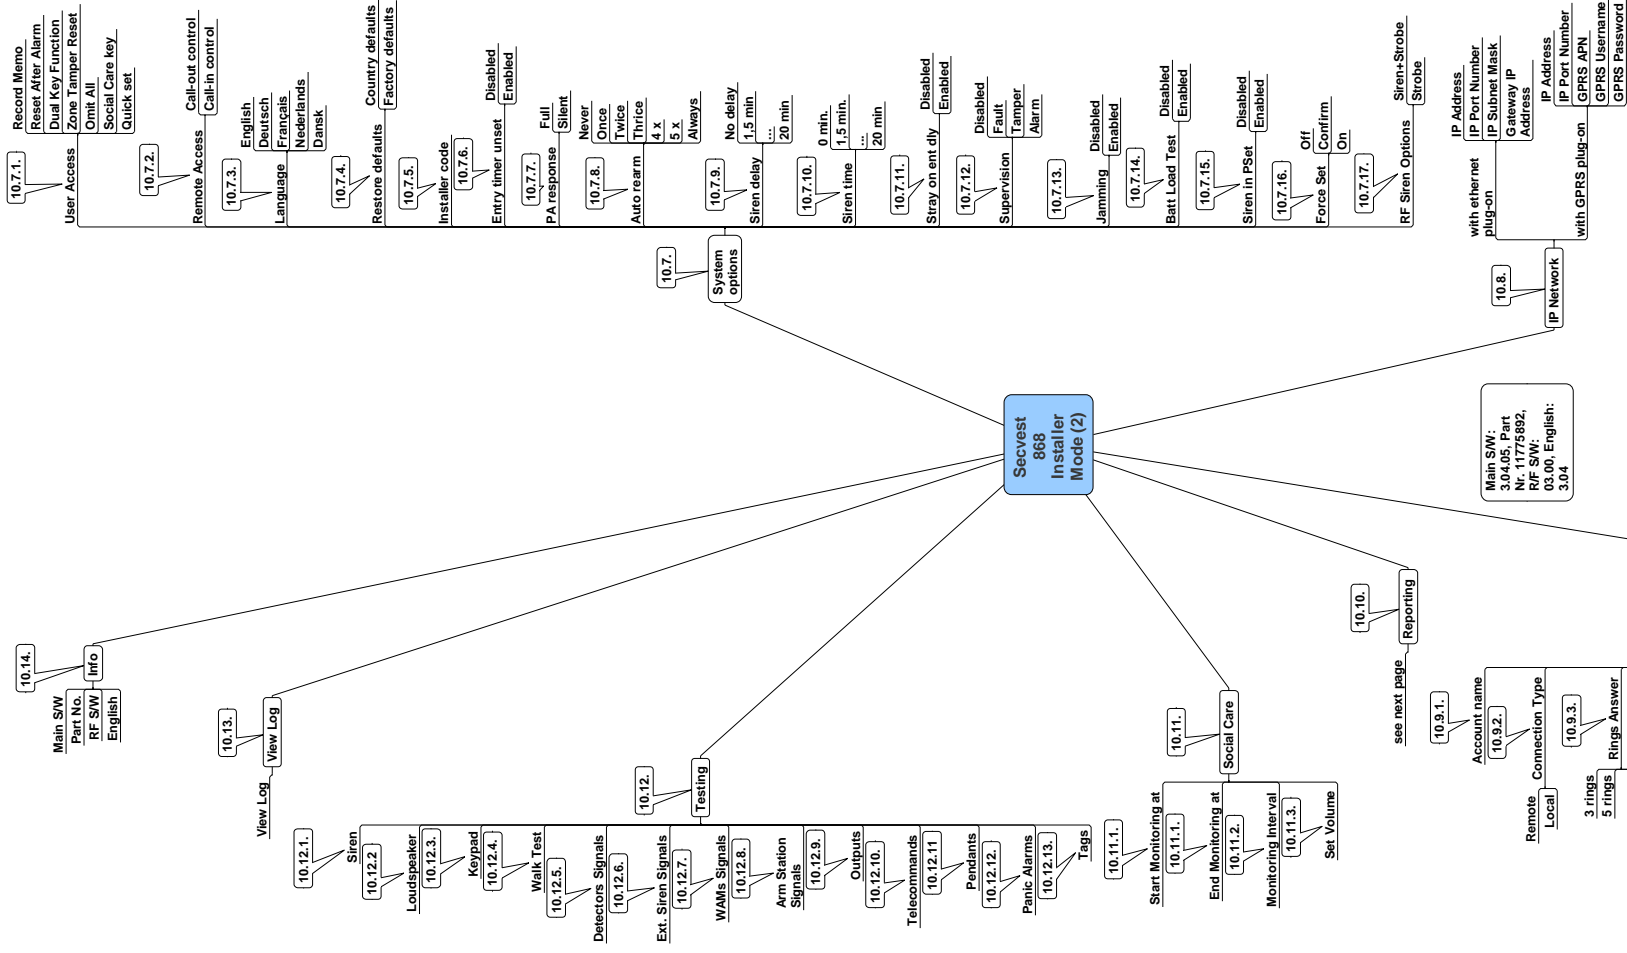 Secvest
868
Installer
Mode (2)
10.7.
System
options
10.7.1.
User Access
Record Memo
Reset After Alarm
Dual Key Function
Zone Tamper Reset
Omit All
Social Care key
Quick set
10.7.2.
Remote Access
Call-out control
Call-in control
10.7.3.
Language
English
Deutsch
Français
Nederlands
Dansk
10.7.4.
Restore defaults
Country defaults
Factory defaults
10.7.5.
Installer code
10.7.6.
Entry timer unset
Disabled
Enabled
10.7.7.
PA response
Full
Silent
10.7.8.
Auto rearm
Never
Once
Twice
Thrice
4 x
5 x
Always
10.7.9.
Siren delay
No delay
1,5 min
...
20 min
10.7.10.
Siren time
0 min.
1,5 min.
...
20 min
10.7.11.
Stray on ent dly
Disabled
Enabled
10.7.12.
Supervision
Disabled
Fault
Tamper
Alarm
10.7.13.
Jamming
Disabled
Enabled
10.7.14.
Batt Load Test
Disabled
Enabled
10.7.15.
Siren in PSet
Disabled
Enabled
10.7.16.
Force Set
Off
Confirm
On
10.7.17.
RF Siren Options
Siren+Strobe
Strobe
10.8.
IP Network
with ethernet
plug-on
IP Address
IP Port Number
IP Subnet Mask
Gateway IP
Address
with GPRS plug-on
IP Address
IP Port Number
GPRS APN
GPRS Username
GPRS Password
Main S/W:
3.04.05, Part
Nr. 11775892,
R/F S/W:
03.00, English:
3.04
10.14.
Info
Main S/W
Part No.
RF S/W
English
10.13.
View Log
View Log
10.12.
Testing
10.12.1.
Siren
10.12.2
Loudspeaker
10.12.3.
Keypad
10.12.4.
Walk Test
10.12.5.
Detectors Signals
10.12.6.
Ext. Siren Signals
10.12.7.
WAMs Signals
10.12.8.
Arm Station
Signals
10.12.9.
Outputs
10.12.10.
Telecommands
10.12.11
Pendants
10.12.12.
Panic Alarms
10.12.13.
Tags
10.11.
Social Care
10.11.1.
Start Monitoring at
10.11.1.
End Monitoring at
10.11.2.
Monitoring Interval
10.11.3.
Set Volume
10.10.
Reporting
see next page
10.9.1.
Account name
10.9.2.
Connection Type
Remote
Local
10.9.3.
Rings Answer
3 rings
5 rings